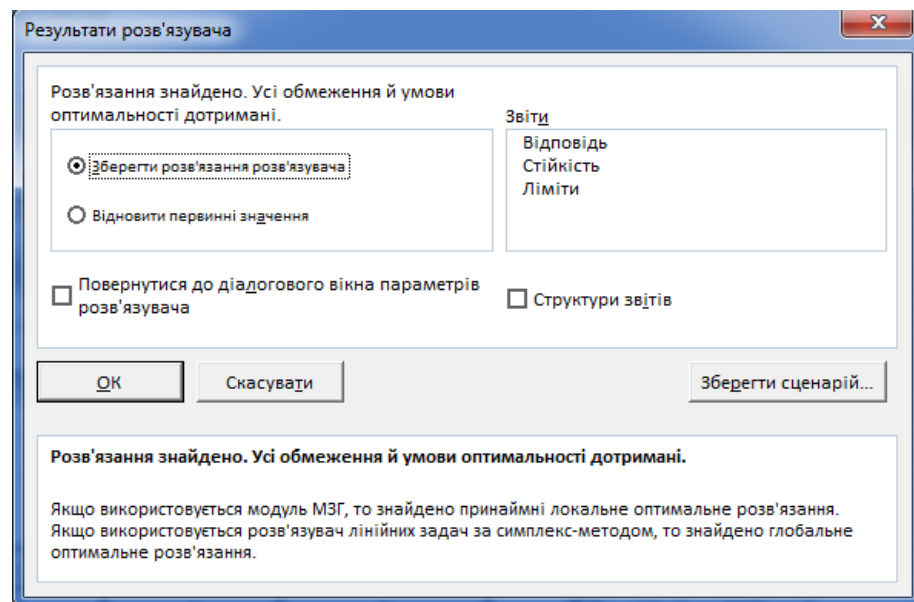 Результати розв'язувача
Розв'язання знайдено. Усі обмеження й умови
оптимальності дотримані.
Зберегти розв'язання розв'язувача
Відновити первинні значення
Звіти
Відповідь
Стійкість
Ліміти
Повернутися до діалогового вікна параметрів
розв'язувача
Структури звітів
ОК
Скасувати
Зберегти сценарій...
Розв'язання знайдено. Усі обмеження й умови оптимальності дотримані.
Якщо використовується модуль МЗГ, то знайдено принаймні локальне оптимальне розв'язання.
Якщо використовується розв'язувач лінійних задач за симплекс-методом, то знайдено глобальне
оптимальне розв'язання.